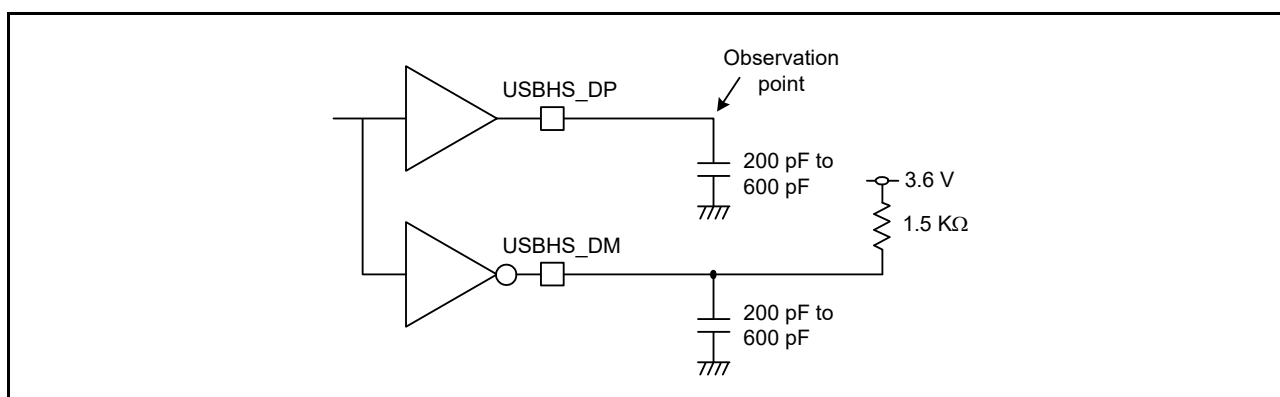 Observation
point
USBHS_DP
200 pF to
600 pF
3.6 V
1.5 KΩ
USBHS_DM
200 pF to
600 pF